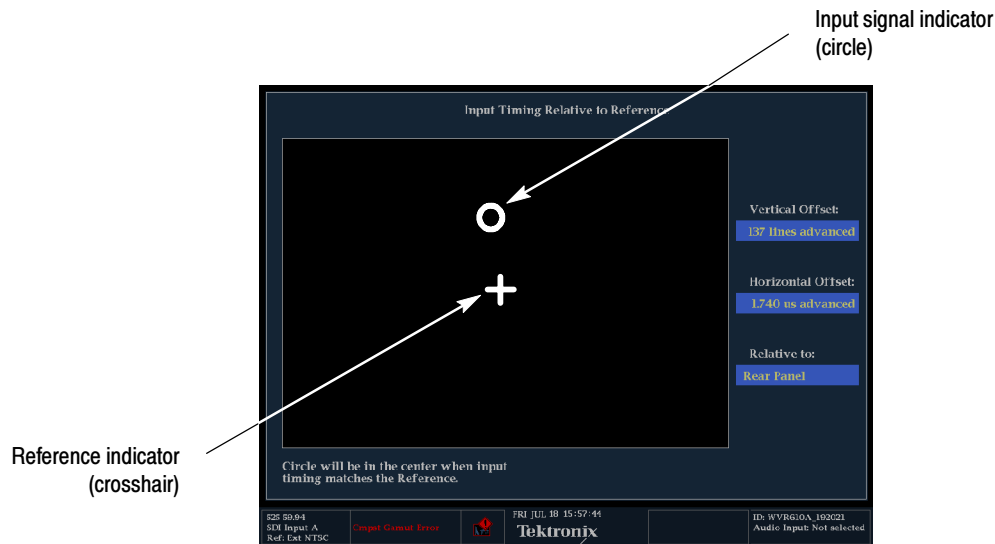 Input signal indicator
(circle)
Input Timing Relative to Reference
Vertical Offset:
137 lines advanced
Horizontal Offset:
1.740 us advanced
Relative to:
Rear Panel
Reference indicator
(crosshair)
Circle will be in the center when input
timing matches the Reference.
525 59.94
SDI Input A
Ref: Ext NTSC
Cmpst Gamut Error
FRI JUL 18 15:57:44
Tektronix
ID: WVR610A_192021
Audio Input: Not selected